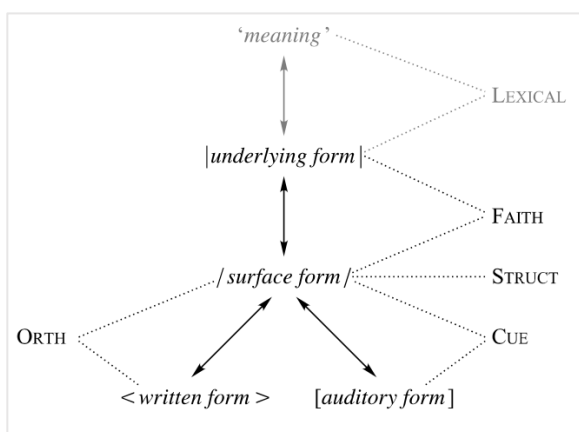 ‘meaning’
LEXICAL
|underlying form|
FAITH
/surface form/
STRUCT
ORTH
CUE
<written form>
[auditory form]